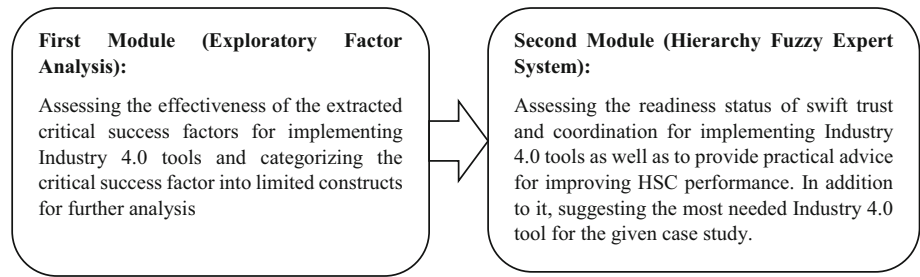 First Module (Exploratory Factor
Analysis):
Assessing the effectiveness of the extracted
critical success factors for implementing
Industry 4.0 tools and categorizing the
critical success factor into limited constructs
for further analysis
Second Module (Hierarchy Fuzzy Expert
System):
Assessing the readiness status of swift trust
and coordination for implementing Industry
4.0 tools as well as to provide practical advice
for improving HSC performance. In addition
to it, suggesting the most needed Industry 4.0
tool for the given case study.